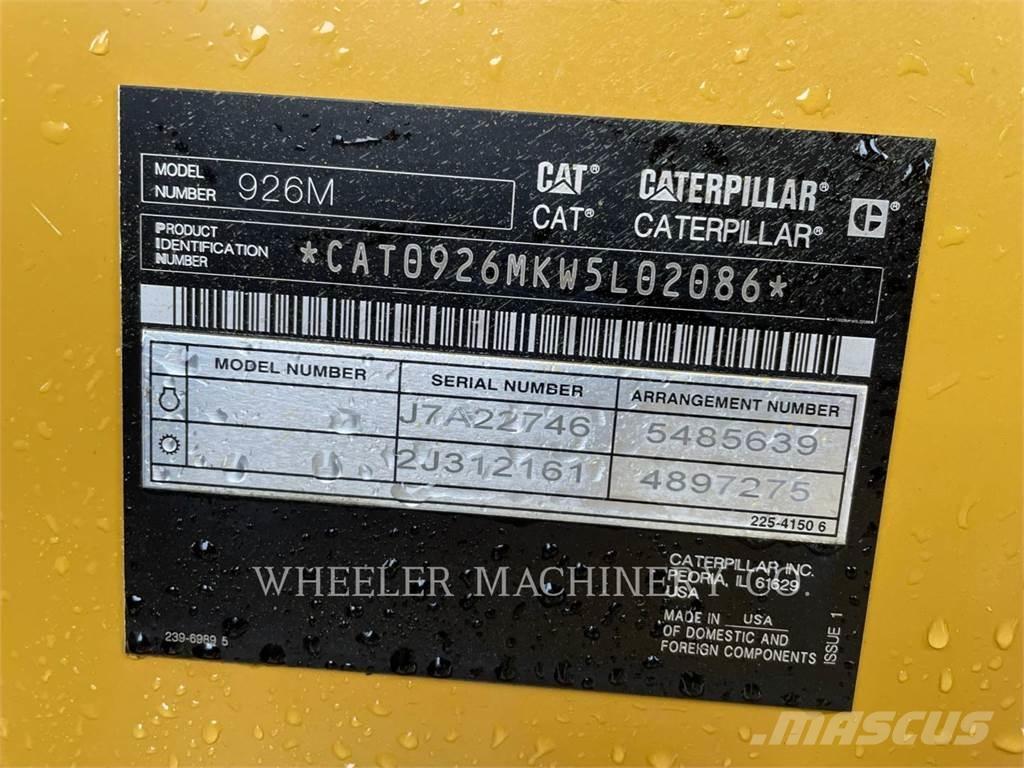 MODEL NUMBER 926M
CAT® CATERPILLAR®
CAT® CATERPILLAR®
PRODUCT IDENTIFICATION NUMBER *CAT0926MKW5L02086*
MODEL NUMBER SERIAL NUMBER ARRANGEMENT NUMBER
J7A22746 5485639
2J312161 4897275
225-4150 6
CATERPILLAR INC.
PEORIA, IL 61629
USA
WHEELER MACHINERY CO.
MADE IN USA
OF DOMESTIC AND
FOREIGN COMPONENTS
ISSUE 1
239-6989 5
MASCUS